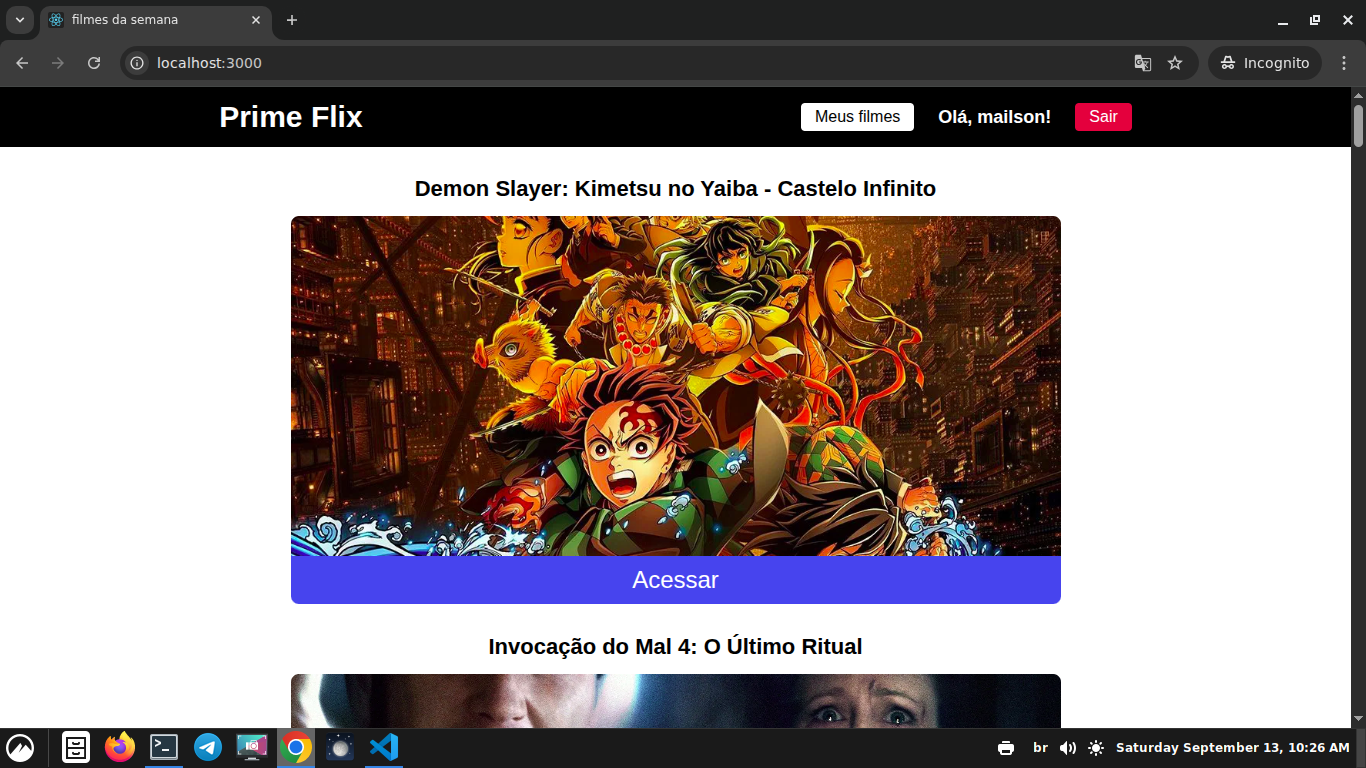 filmes da semana
localhost:3000
Incognito
Prime Flix
Meus filmes
Olá, mailson!
Sair
Demon Slayer: Kimetsu no Yaiba - Castelo Infinito
Acessar
Invocação do Mal 4: O Último Ritual
br
Saturday September 13, 10:26 AM